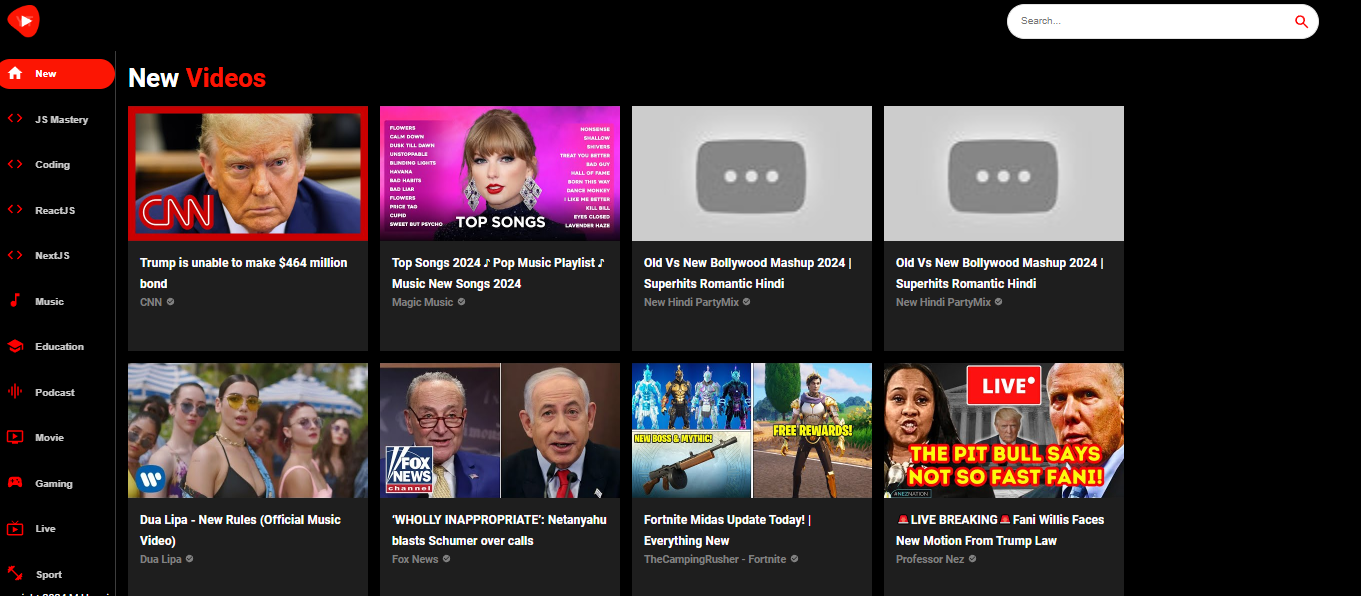 Search...
New
JS Mastery
Coding
ReactJS
NextJS
Music
Education
Podcast
Movie
Gaming
Live
Sport
New Videos
CNN
Trump is unable to make $464 million
bond
CNN
FLOWERS
CALM DOWN
DUSK TILL DAWN
UNSTOPPABLE
BLINDING LIGHTS
HAVANA
BAD HABITS
BAD LIAR
FLOWERS
PRICE TAG
CUPID
SWEET BUT PSYCHO
NONSENSE
SHALLOW
SHIVERS
TREAT YOU BETTER
BAD GUY
HALL OF FAME
BORN THIS WAY
DANCE MONKEY
I LIKE ME BETTER
KILL BILL
EYES CLOSED
LAVENDER HAZE
TOP SONGS
Top Songs 2024 ♪ Pop Music Playlist ♪
Music New Songs 2024
Magic Music
Old Vs New Bollywood Mashup 2024 |
Superhits Romantic Hindi
New Hindi PartyMix
Old Vs New Bollywood Mashup 2024 |
Superhits Romantic Hindi
New Hindi PartyMix
Dua Lipa - New Rules (Official Music
Video)
Dua Lipa
FOX
NEWS
channel
‘WHOLLY INAPPROPRIATE’: Netanyahu
blasts Schumer over calls
Fox News
NEW BOSS & MYTHIC!
FREE REWARDS!
Fortnite Midas Update Today! |
Everything New
TheCampingRusher - Fortnite
LIVE
THE PIT BULL SAYS
NOT SO FAST FANI!
#NEZNATION
🚨LIVE BREAKING🚨 Fani Willis Faces
New Motion From Trump Law
Professor Nez